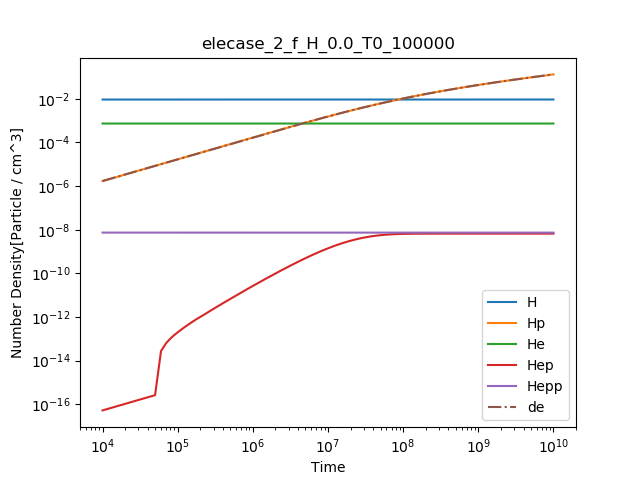 elecase_2_f_H_0.0_T0_100000
Number Density[Particle / cm^3]
10^-2
10^-4
10^-6
10^-8
10^-10
10^-12
10^-14
10^-16
H
Hp
He
Hep
Hepp
de
10^4 10^5 10^6 10^7 10^8 10^9 10^10
Time